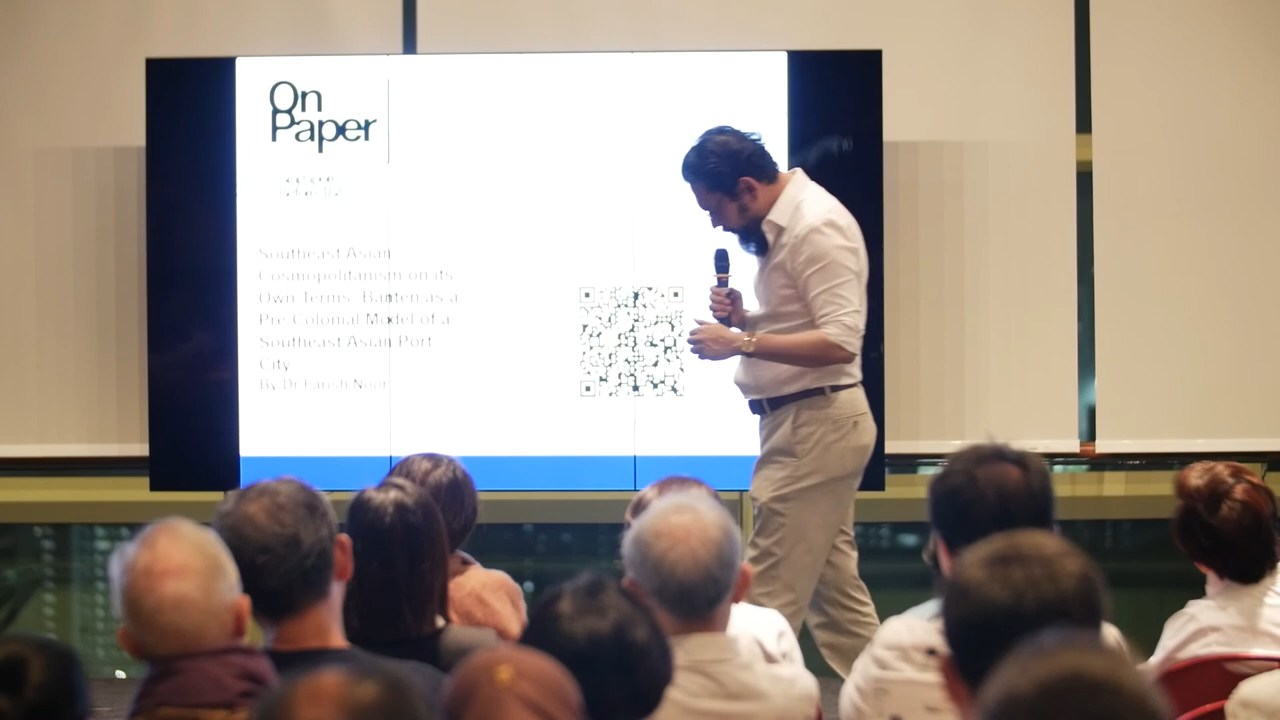 On
Paper
Southeast Asian
Cosmopolitanism on its
Own Terms: Banten as a
Pre-Colonial Model of a
Southeast Asian Port
City
By Dr Farish Noor